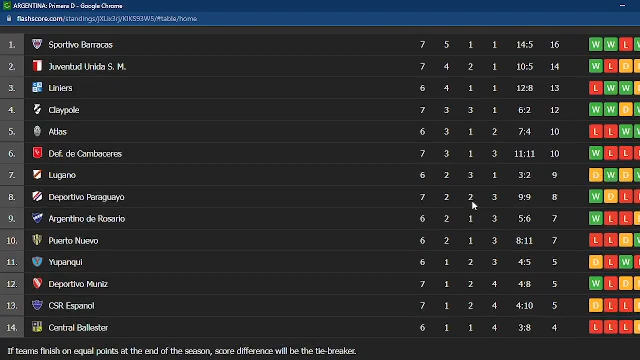 ARGENTINA: Primera D - Google Chrome
flashscore.com/standings/jXLix3rj/KIK593W5/#table/home
1. Sportivo Barracas 7 5 1 1 14:5 16 W W L W
2. Juventud Unida S. M. 7 4 2 1 10:5 14 W L D
3. Liniers 6 4 1 1 12:8 13 L W W W
4. Claypole 7 3 3 1 6:2 12 W W D W
5. Atlas 6 3 1 2 7:4 10 L L W W
6. Def. de Cambaceres 7 3 1 3 11:11 10 W L L L
7. Lugano 6 2 3 1 3:2 9 D W D W
8. Deportivo Paraguayo 7 2 2 3 9:9 8 W D L L
9. Argentino de Rosario 6 2 1 3 5:6 7 W L L
10. Puerto Nuevo 6 2 1 3 8:11 7 L L D W
11. Yupanqui 6 1 2 3 4:5 5 D L W L
12. Deportivo Muniz 7 1 2 4 4:8 5 W L D
13. CSR Espanol 7 1 2 4 4:10 5 D L L
14. Central Ballester 6 1 1 4 3:8 4 L L L
If teams finish on equal points at the end of the season, score difference will be the tie-breaker.